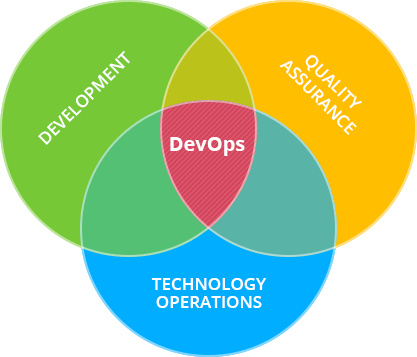 DEVELOPMENT
QUALITY
ASSURANCE
DevOps
TECHNOLOGY
OPERATIONS